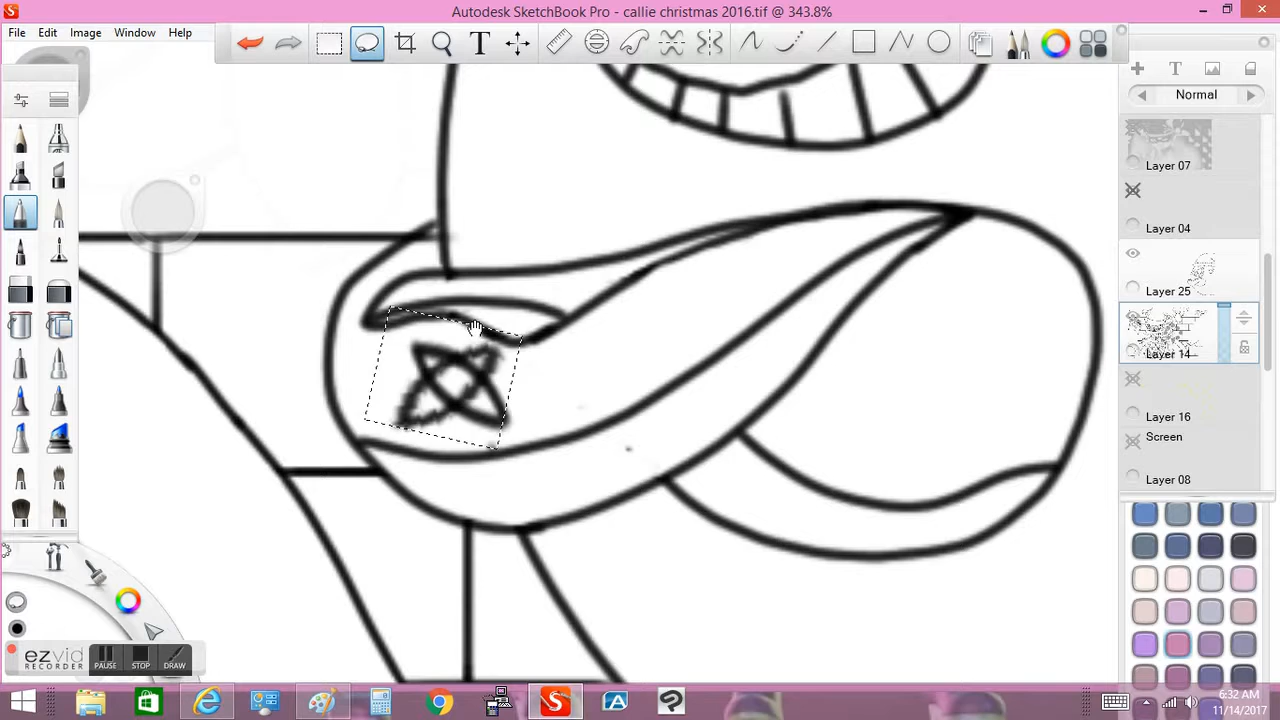 Autodesk SketchBook Pro - callie christmas 2016.tif @ 343.8%
File Edit Image Window Help
Normal
Layer 07
Layer 04
Layer 25
Layer 14
Layer 16
Screen
Layer 08
ezvid
RECORDER
PAUSE STOP DRAW
6:32 AM
11/14/2017